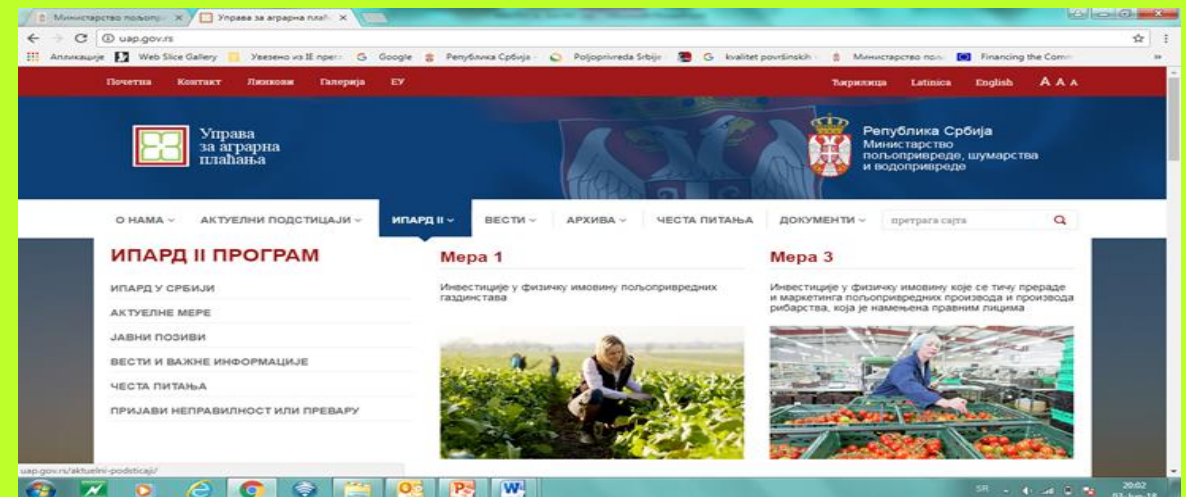 Министарство пољопр
Управа за аграрна плаћ
uap.gov.rs
Апликације
Web Slice Gallery
Увезено из IE прегл
Google
Република Србија
Poljoprivreda Srbije
kvalitet površinskih
Министарство пољ
Financing the Com
Почетна Контакт Линкови Галерија ЕУ
Ћирилица Latinica English A A A
Управа
за аграрна
плаћања
Република Србија
Министарство
пољопривреде, шумарства
и водопривреде
О НАМА АКТУЕЛНИ ПОДСТИЦАЈИ ИПАРД II ВЕСТИ АРХИВА ЧЕСТА ПИТАЊА ДОКУМЕНТИ претрага сајта
ИПАРД II ПРОГРАМ
ИПАРД У СРБИЈИ
АКТУЕЛНЕ МЕРЕ
ЈАВНИ ПОЗИВИ
ВЕСТИ И ВАЖНЕ ИНФОРМАЦИЈЕ
ЧЕСТА ПИТАЊА
ПРИЈАВИ НЕПРАВИЛНОСТ ИЛИ ПРЕВАРУ
Мера 1
Инвестиције у физичку имовину пољопривредних
газдинстава
Мера 3
Инвестиције у физичку имовину које се тичу прераде
и маркетинга пољопривредних производа и производа
рибарства, која је намењена правним лицима
uap.gov.rs/aktuelni-podsticaji/
SR
20:02
03-Jun-18